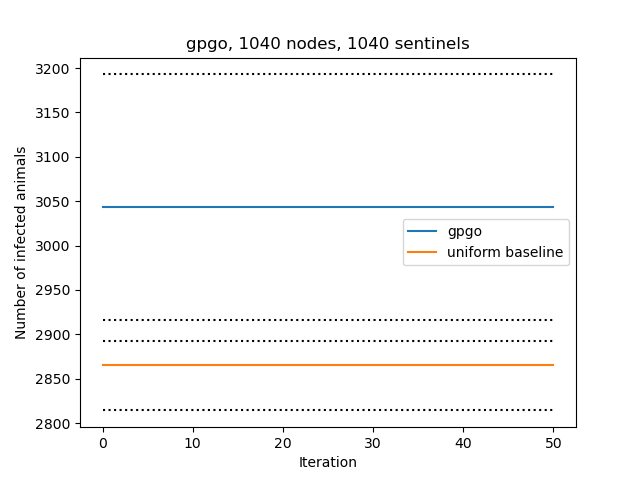 gpgo, 1040 nodes, 1040 sentinels
3200
3150
3100
3050
3000
2950
2900
2850
2800
Number of infected animals
gpgo
uniform baseline
0 10 20 30 40 50
Iteration